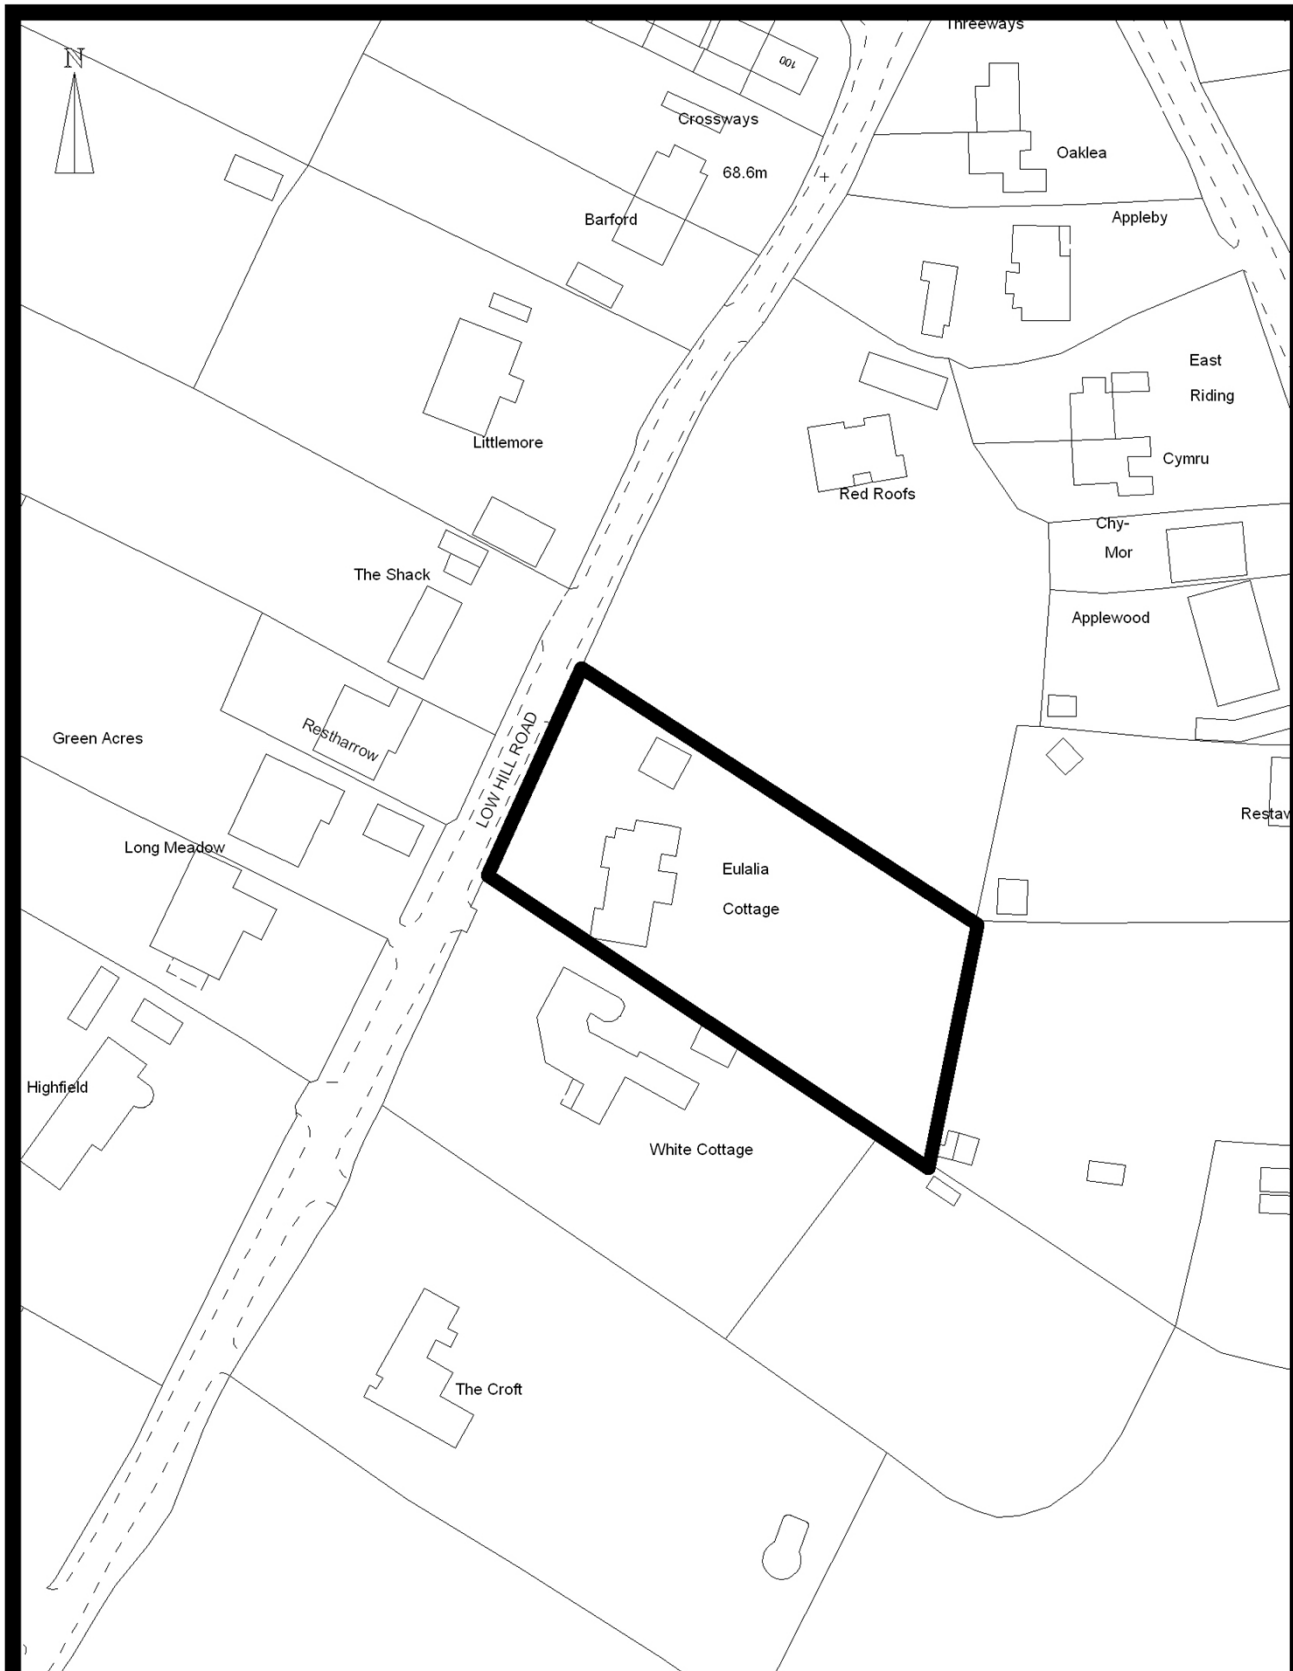 Threeways
N
100
Crossways
Oaklea
68.6m
Barford
Appleby
East
Riding
Littlemore
Cymru
Red Roofs
Chy-
Mor
The Shack
Applewood
Restharrow
Green Acres
LOW HILL ROAD
Restav
Long Meadow
Eulalia
Cottage
Highfield
White Cottage
The Croft